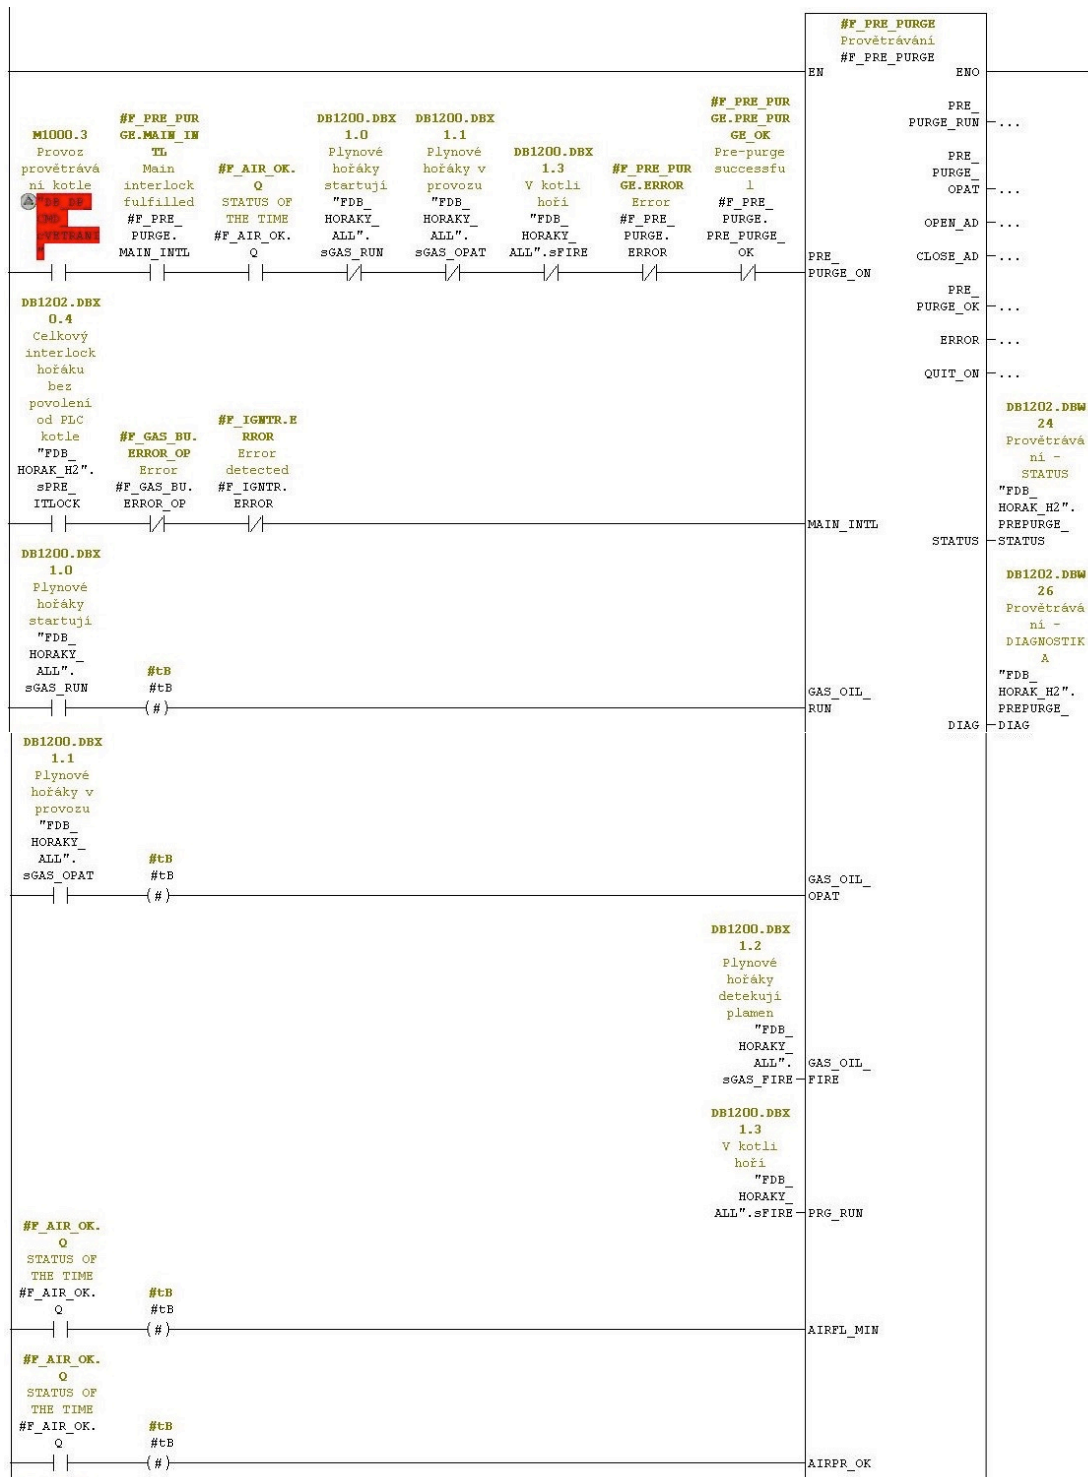 #F_PRE_PURGE
Provětrávání
#F_PRE_PURGE
EN
ENO
M1000.3
Provoz
provětrává
ní kotle
"DB_DP_
CMD_
#F_PRE_PUR
GE.MAIN_IN
TL
Main
interlock
fulfilled
#F_PRE_
PURGE.
MAIN_INTL
#F_AIR_OK.
Q
STATUS OF
THE TIME
#F_AIR_OK.
Q
DB1200.DBX
1.0
Plynové
hořáky
startují
"FDB_
HORAKY_
ALL".
sGAS_RUN
DB1200.DBX
1.1
Plynové
hořáky v
provozu
"FDB_
HORAKY_
ALL".
sGAS_OPAT
DB1200.DBX
1.3
V kotli
hoří
"FDB_
HORAKY_
ALL".sFIRE
#F_PRE_PUR
GE.ERROR
Error
#F_PRE_
PURGE.
ERROR
#F_PRE_PUR
GE.PRE_PUR
GE_OK
Pre-purge
successfu
l
#F_PRE_
PURGE.
PRE_PURGE_
OK
PRE_
PURGE_ON
PRE_
PURGE_RUN ...
PRE_
PURGE_
OPAT ...
OPEN_AD ...
CLOSE_AD ...
PRE_
PURGE_OK ...
ERROR ...
QUIT_ON ...
DB1202.DBX
0.4
Celkový
interlock
hořáku
bez
povolení
od PLC
kotle
"FDB_
HORAK_H2".
sPRE_
ITLOCK
#F_GAS_BU.
ERROR_OP
Error
#F_GAS_BU.
ERROR_OP
#F_IGNTR.E
RROR
Error
detected
#F_IGNTR.
ERROR
MAIN_INTL
DB1202.DBW
24
Provětrává
ní -
STATUS
"FDB_
HORAK_H2".
PREPURGE_
STATUS
STATUS
DB1200.DBX
1.0
Plynové
hořáky
startují
"FDB_
HORAKY_
ALL".
sGAS_RUN
#tB
#tB
(#)
GAS_OIL_
RUN
DB1202.DBW
26
Provětrává
ní -
DIAGNOSTIK
A
"FDB_
HORAK_H2".
PREPURGE_
DIAG
DIAG
DB1200.DBX
1.1
Plynové
hořáky v
provozu
"FDB_
HORAKY_
ALL".
sGAS_OPAT
#tB
#tB
(#)
GAS_OIL_
OPAT
DB1200.DBX
1.2
Plynové
hořáky
detekují
plamen
"FDB_
HORAKY_
ALL".
sGAS_FIRE
GAS_OIL_
FIRE
DB1200.DBX
1.3
V kotli
hoří
"FDB_
HORAKY_
ALL".sFIRE
PRG_RUN
#F_AIR_OK.
Q
STATUS OF
THE TIME
#F_AIR_OK.
Q
#tB
#tB
(#)
AIRFL_MIN
#F_AIR_OK.
Q
STATUS OF
THE TIME
#F_AIR_OK.
Q
#tB
#tB
(#)
AIRPR_OK